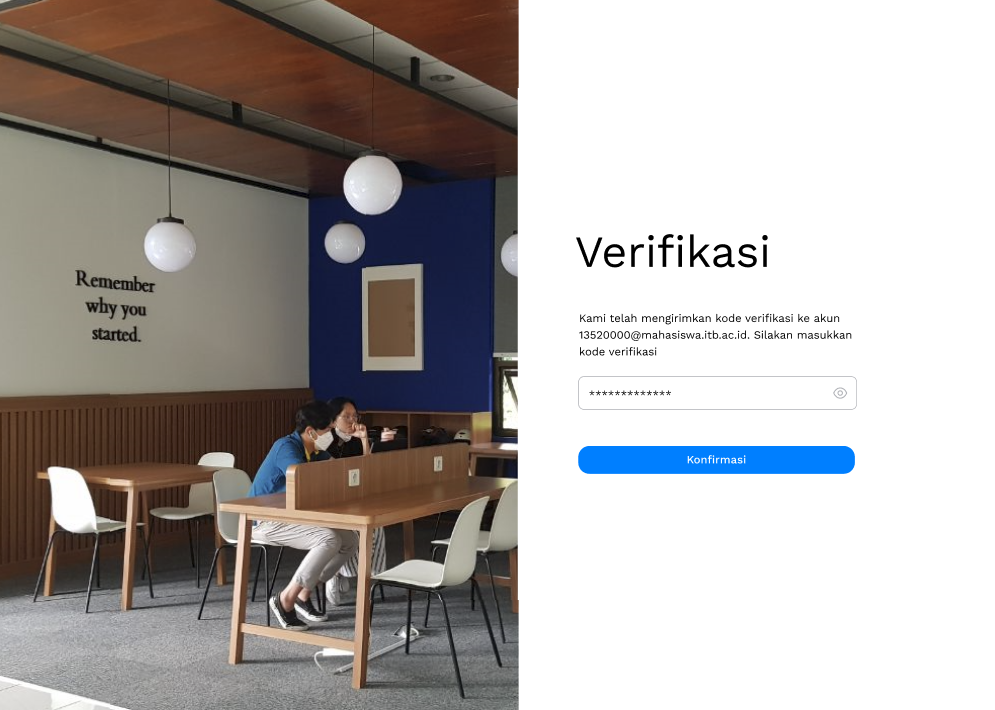 Remember
why you
started.
Verifikasi
Kami telah mengirimkan kode verifikasi ke akun
13520000@mahasiswa.itb.ac.id. Silakan masukkan
kode verifikasi
*************
Konfirmasi